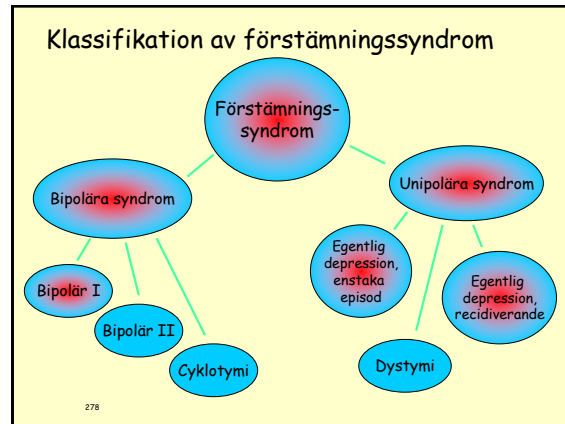 Klassifikation av förstämningssyndrom
Förstämnings-
syndrom
Bipolära syndrom
Unipolära syndrom
Bipolär I
Bipolär II
Cyklotymi
Egentlig
depression,
enstaka
episod
Dystymi
Egentlig
depression,
recidiverande
278